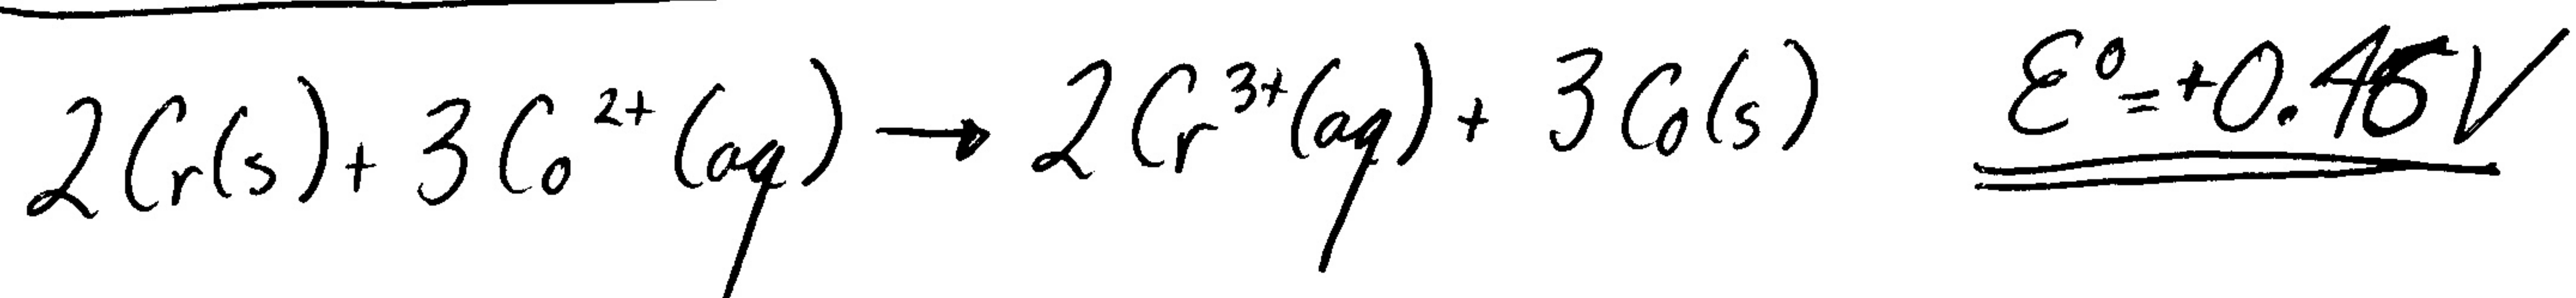 2Cr(s) + 3Co²⁺(aq) → 2Cr³⁺(aq) + 3Co(s) ℰ° = +0.46V